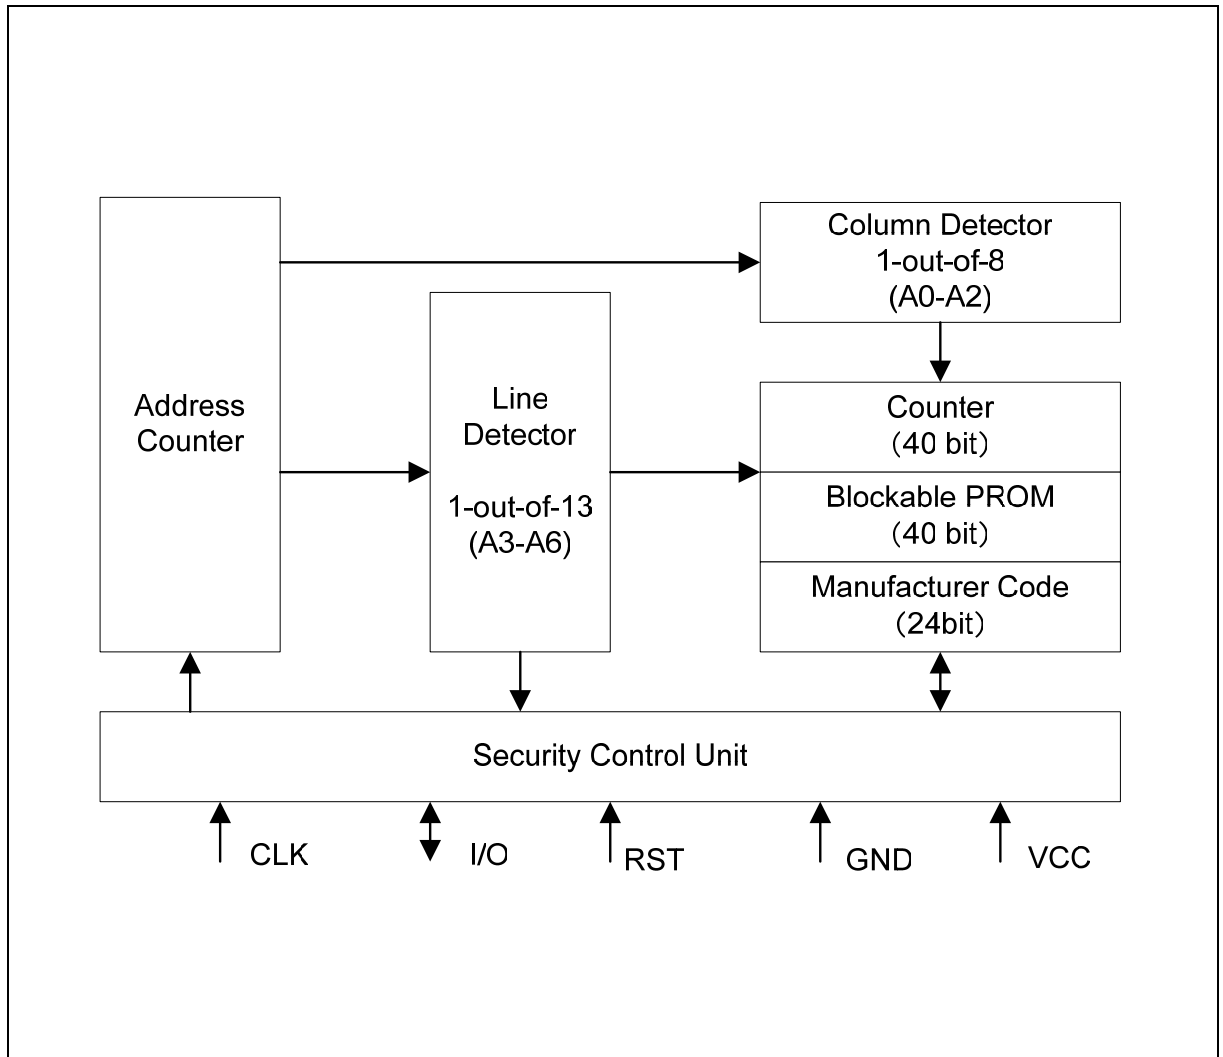 Address
Counter
Line
Detector
1-out-of-13
(A3-A6)
Column Detector
1-out-of-8
(A0-A2)
Counter
（40 bit）
Blockable PROM
（40 bit）
Manufacturer Code
（24bit）
Security Control Unit
CLK
I/O
RST
GND
VCC